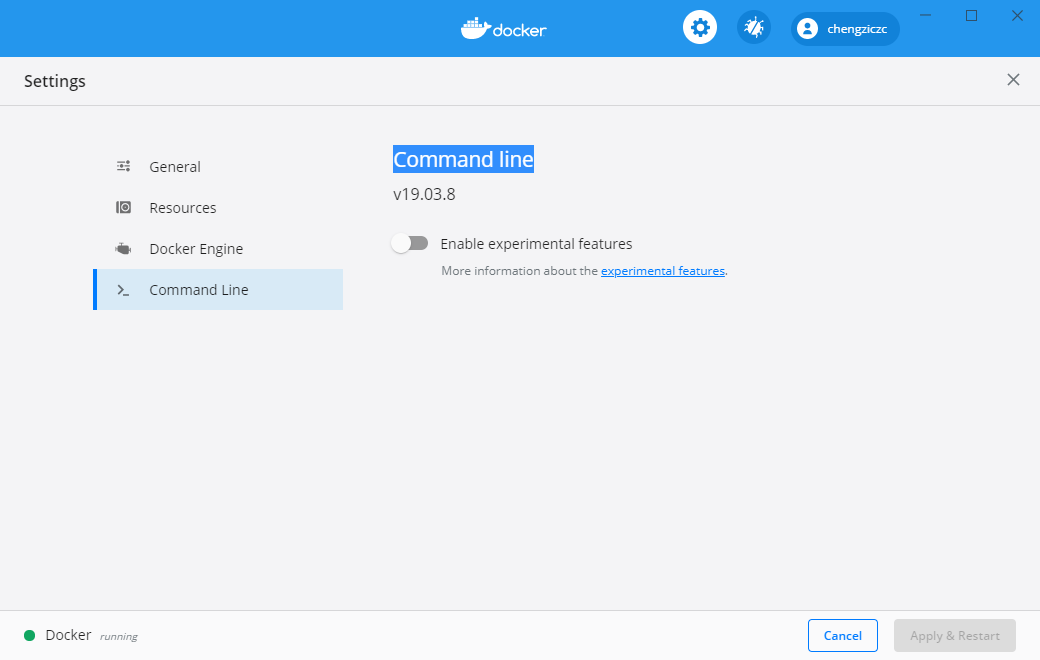 docker
chengziczc
Settings
General
Resources
Docker Engine
Command Line
Command line
v19.03.8
Enable experimental features
More information about the experimental features.
Docker running
Cancel
Apply & Restart